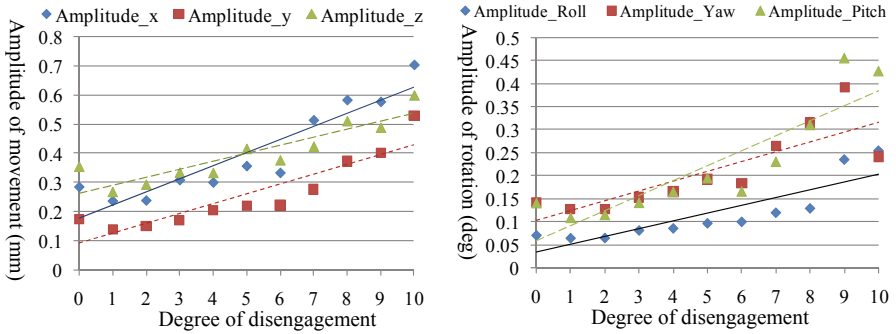 Amplitude_x Amplitude_y Amplitude_z
Amplitude of movement (mm)
0.8
0.7
0.6
0.5
0.4
0.3
0.2
0.1
0
0 1 2 3 4 5 6 7 8 9 10
Degree of disengagement
Amplitude_Roll Amplitude_Yaw Amplitude_Pitch
Amplitude of rotation (deg)
0.5
0.45
0.4
0.35
0.3
0.25
0.2
0.15
0.1
0.05
0
0 1 2 3 4 5 6 7 8 9 10
Degree of disengagement